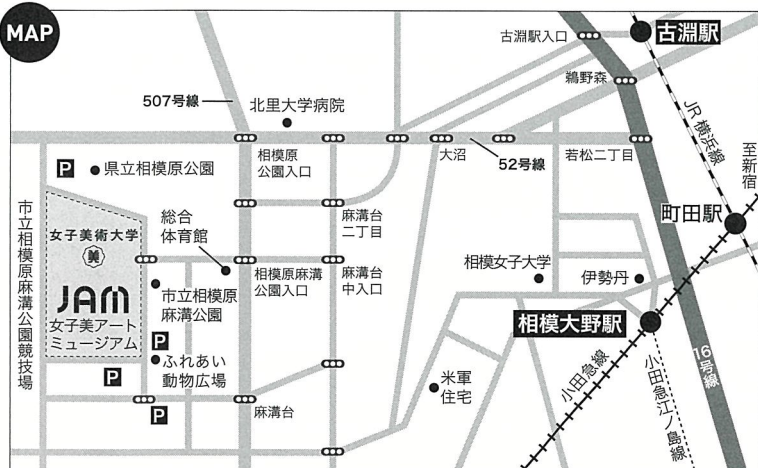 MAP
古淵駅入口
古淵駅
鵜野森
507号線
北里大学病院
JR横浜線
至新宿
P
県立相模原公園
相模原
公園入口
大沼
52号線
若松二丁目
町田駅
市立相模原麻溝公園競技場
女子美術大学
美
JAM
女子美アート
ミュージアム
総合
体育館
麻溝台
二丁目
相模原麻溝
公園入口
麻溝台
中入口
相模女子大学
伊勢丹
市立相模原
麻溝公園
相模大野駅
P
ふれあい
動物広場
P
P
麻溝台
米軍
住宅
小田急線
小田急江ノ島線
16号線